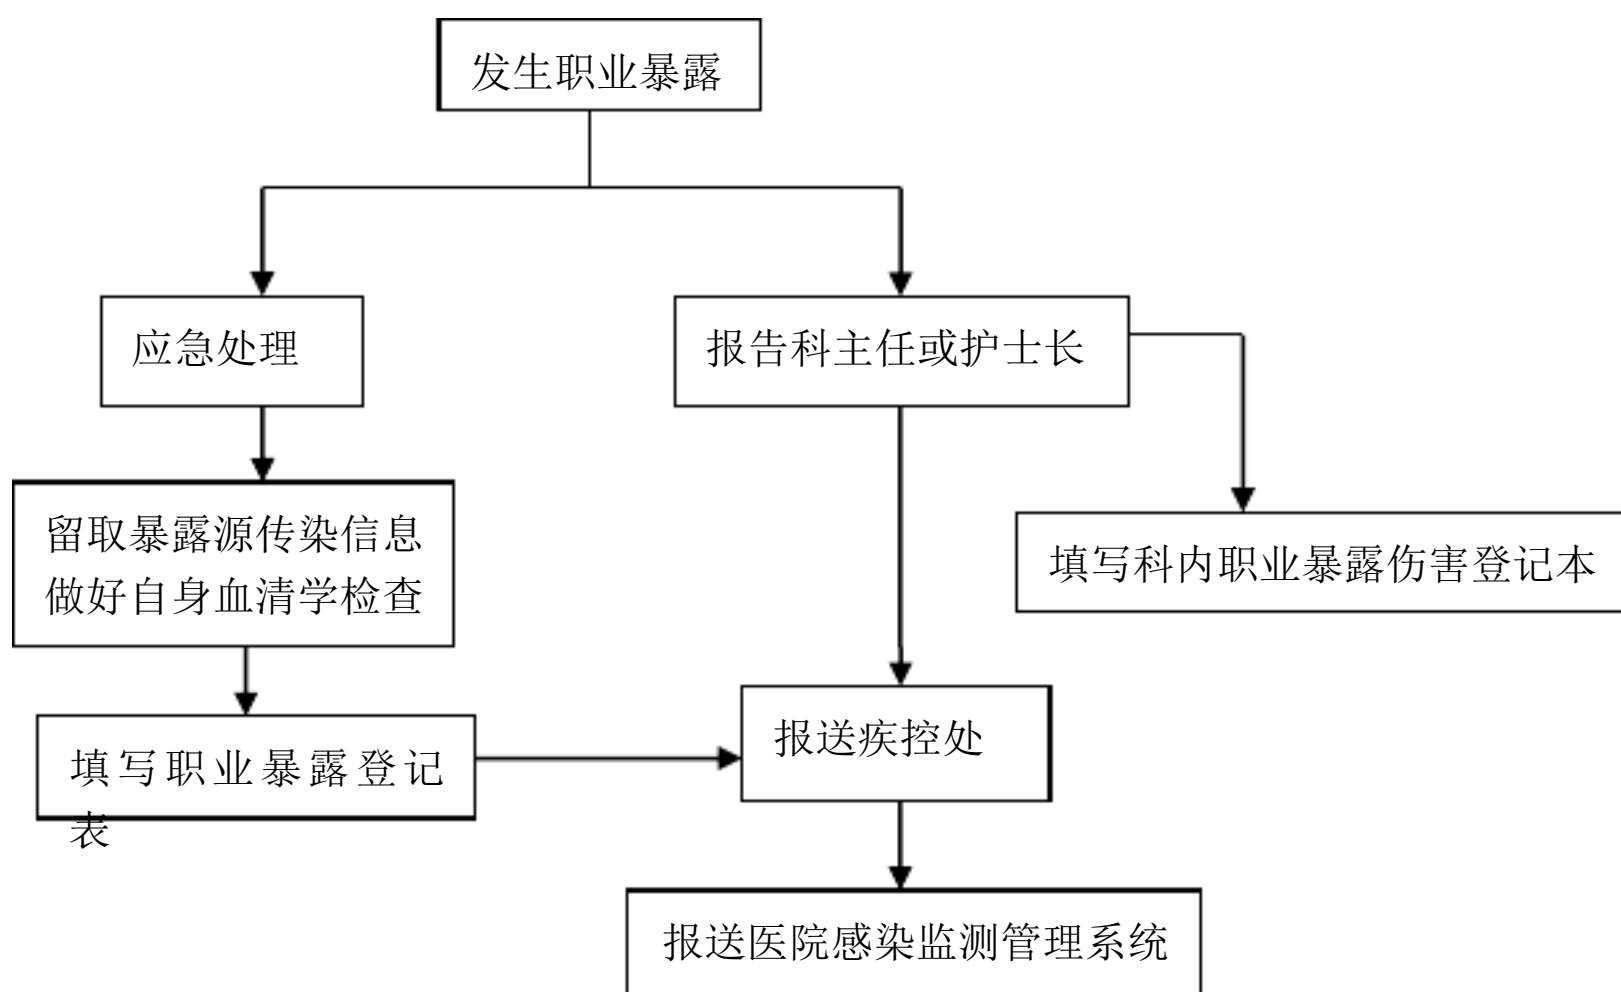 发生职业暴露
应急处理
报告科主任或护士长
留取暴露源传染信息
做好自身血清学检查
填写科内职业暴露伤害登记本
填写职业暴露登记
表
报送疾控处
报送医院感染监测管理系统